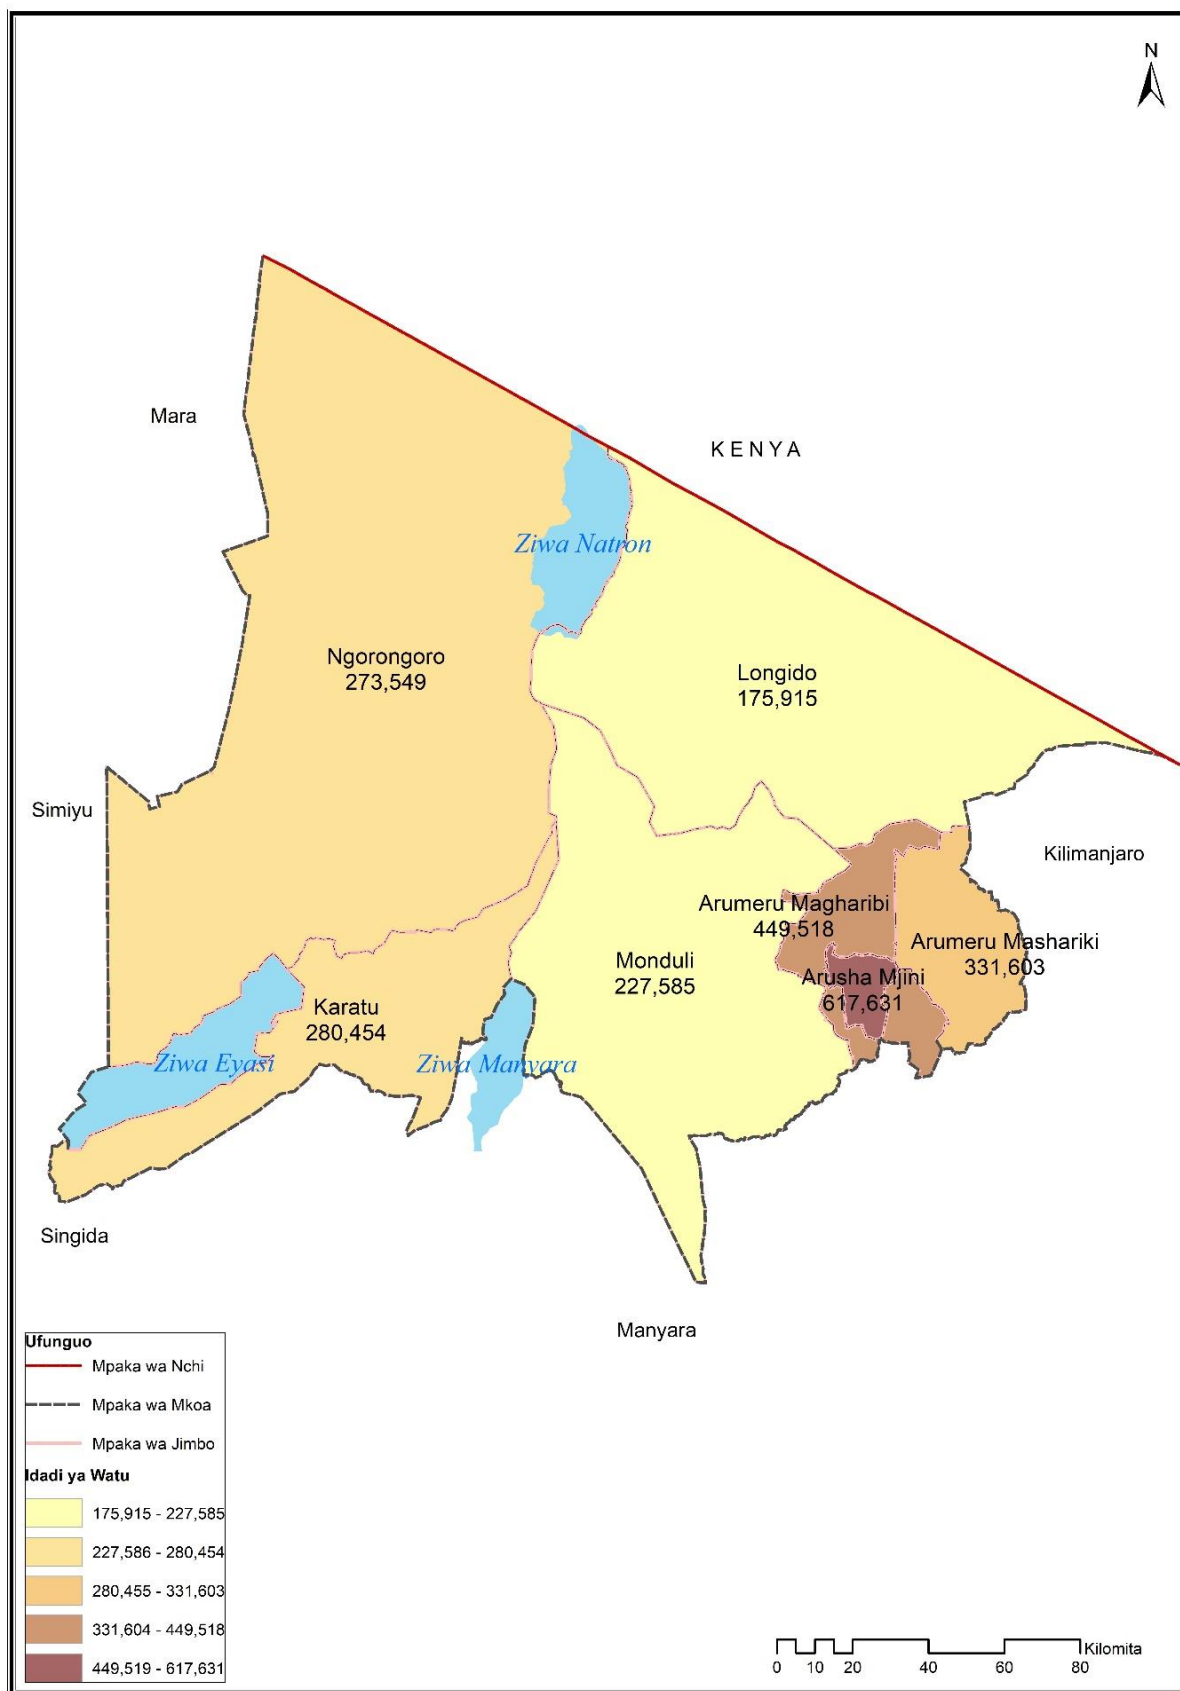 N
Mara
KENYA
Ziwa Natron
Ngorongoro
273,549
Longido
175,915
Simiyu
Kilimanjaro
Arumeru Magharibi
449,518
Arumeru Mashariki
331,603
Monduli
227,585
Arusha Mjini
617,631
Karatu
280,454
Ziwa Eyasi
Ziwa Manyara
Singida
Manyara
Ufunguo
Mpaka wa Nchi
Mpaka wa Mkoa
Mpaka wa Jimbo
Idadi ya Watu
175,915 - 227,585
227,586 - 280,454
280,455 - 331,603
331,604 - 449,518
449,519 - 617,631
Kilomita
0 10 20 40 60 80